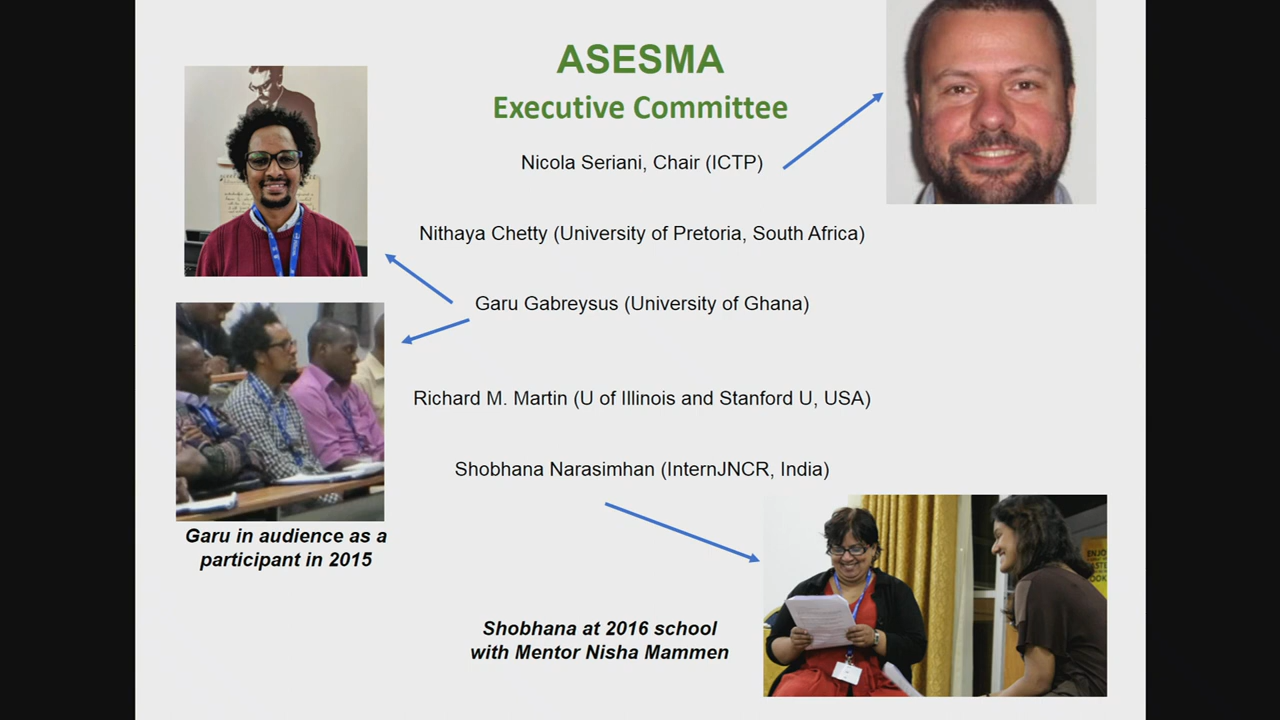 ASESMA
Executive Committee
Nicola Seriani, Chair (ICTP)
Nithaya Chetty (University of Pretoria, South Africa)
Garu Gabreysus (University of Ghana)
Richard M. Martin (U of Illinois and Stanford U, USA)
Shobhana Narasimhan (InternJNCR, India)
Garu in audience as a
participant in 2015
Shobhana at 2016 school
with Mentor Nisha Mammen
ENJOY